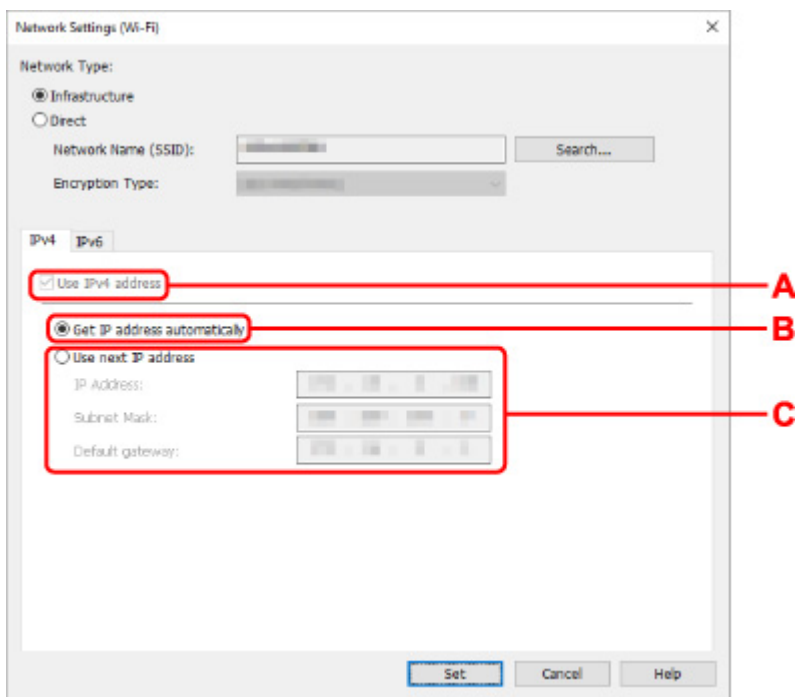 Network Settings (Wi-Fi)
Network Type:
Infrastructure
Direct
Network Name (SSID):
Search...
Encryption Type:
IPv4 IPv6
Use IPv4 address
A
Get IP address automatically
B
Use next IP address
IP Address:
Subnet Mask:
C
Default gateway:
Set Cancel Help